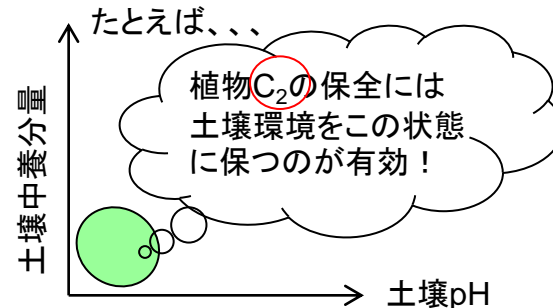 たとえば、、、
植物C₂の保全には
土壌環境をこの状態
に保つのが有効！
土壌中養分量
土壌pH